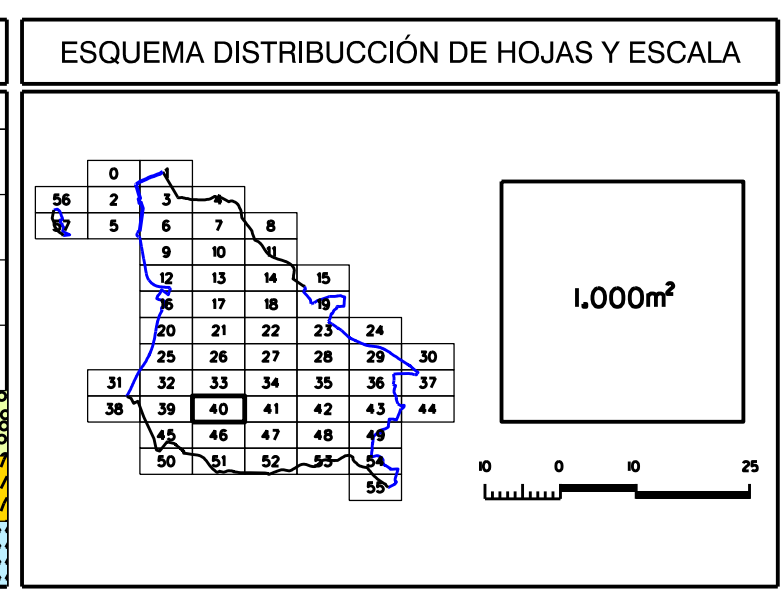 ESQUEMA DISTRIBUCCIÓN DE HOJAS Y ESCALA
0 1
56 2 3 4
57 5 6 7 8
9 10 11
12 13 14 15
16 17 18 19
20 21 22 23 24
25 26 27 28 29 30
31 32 33 34 35 36 37
38 39 40 41 42 43 44
45 46 47 48 49
50 51 52 53 54
55
1.000m²
10 0 10 25